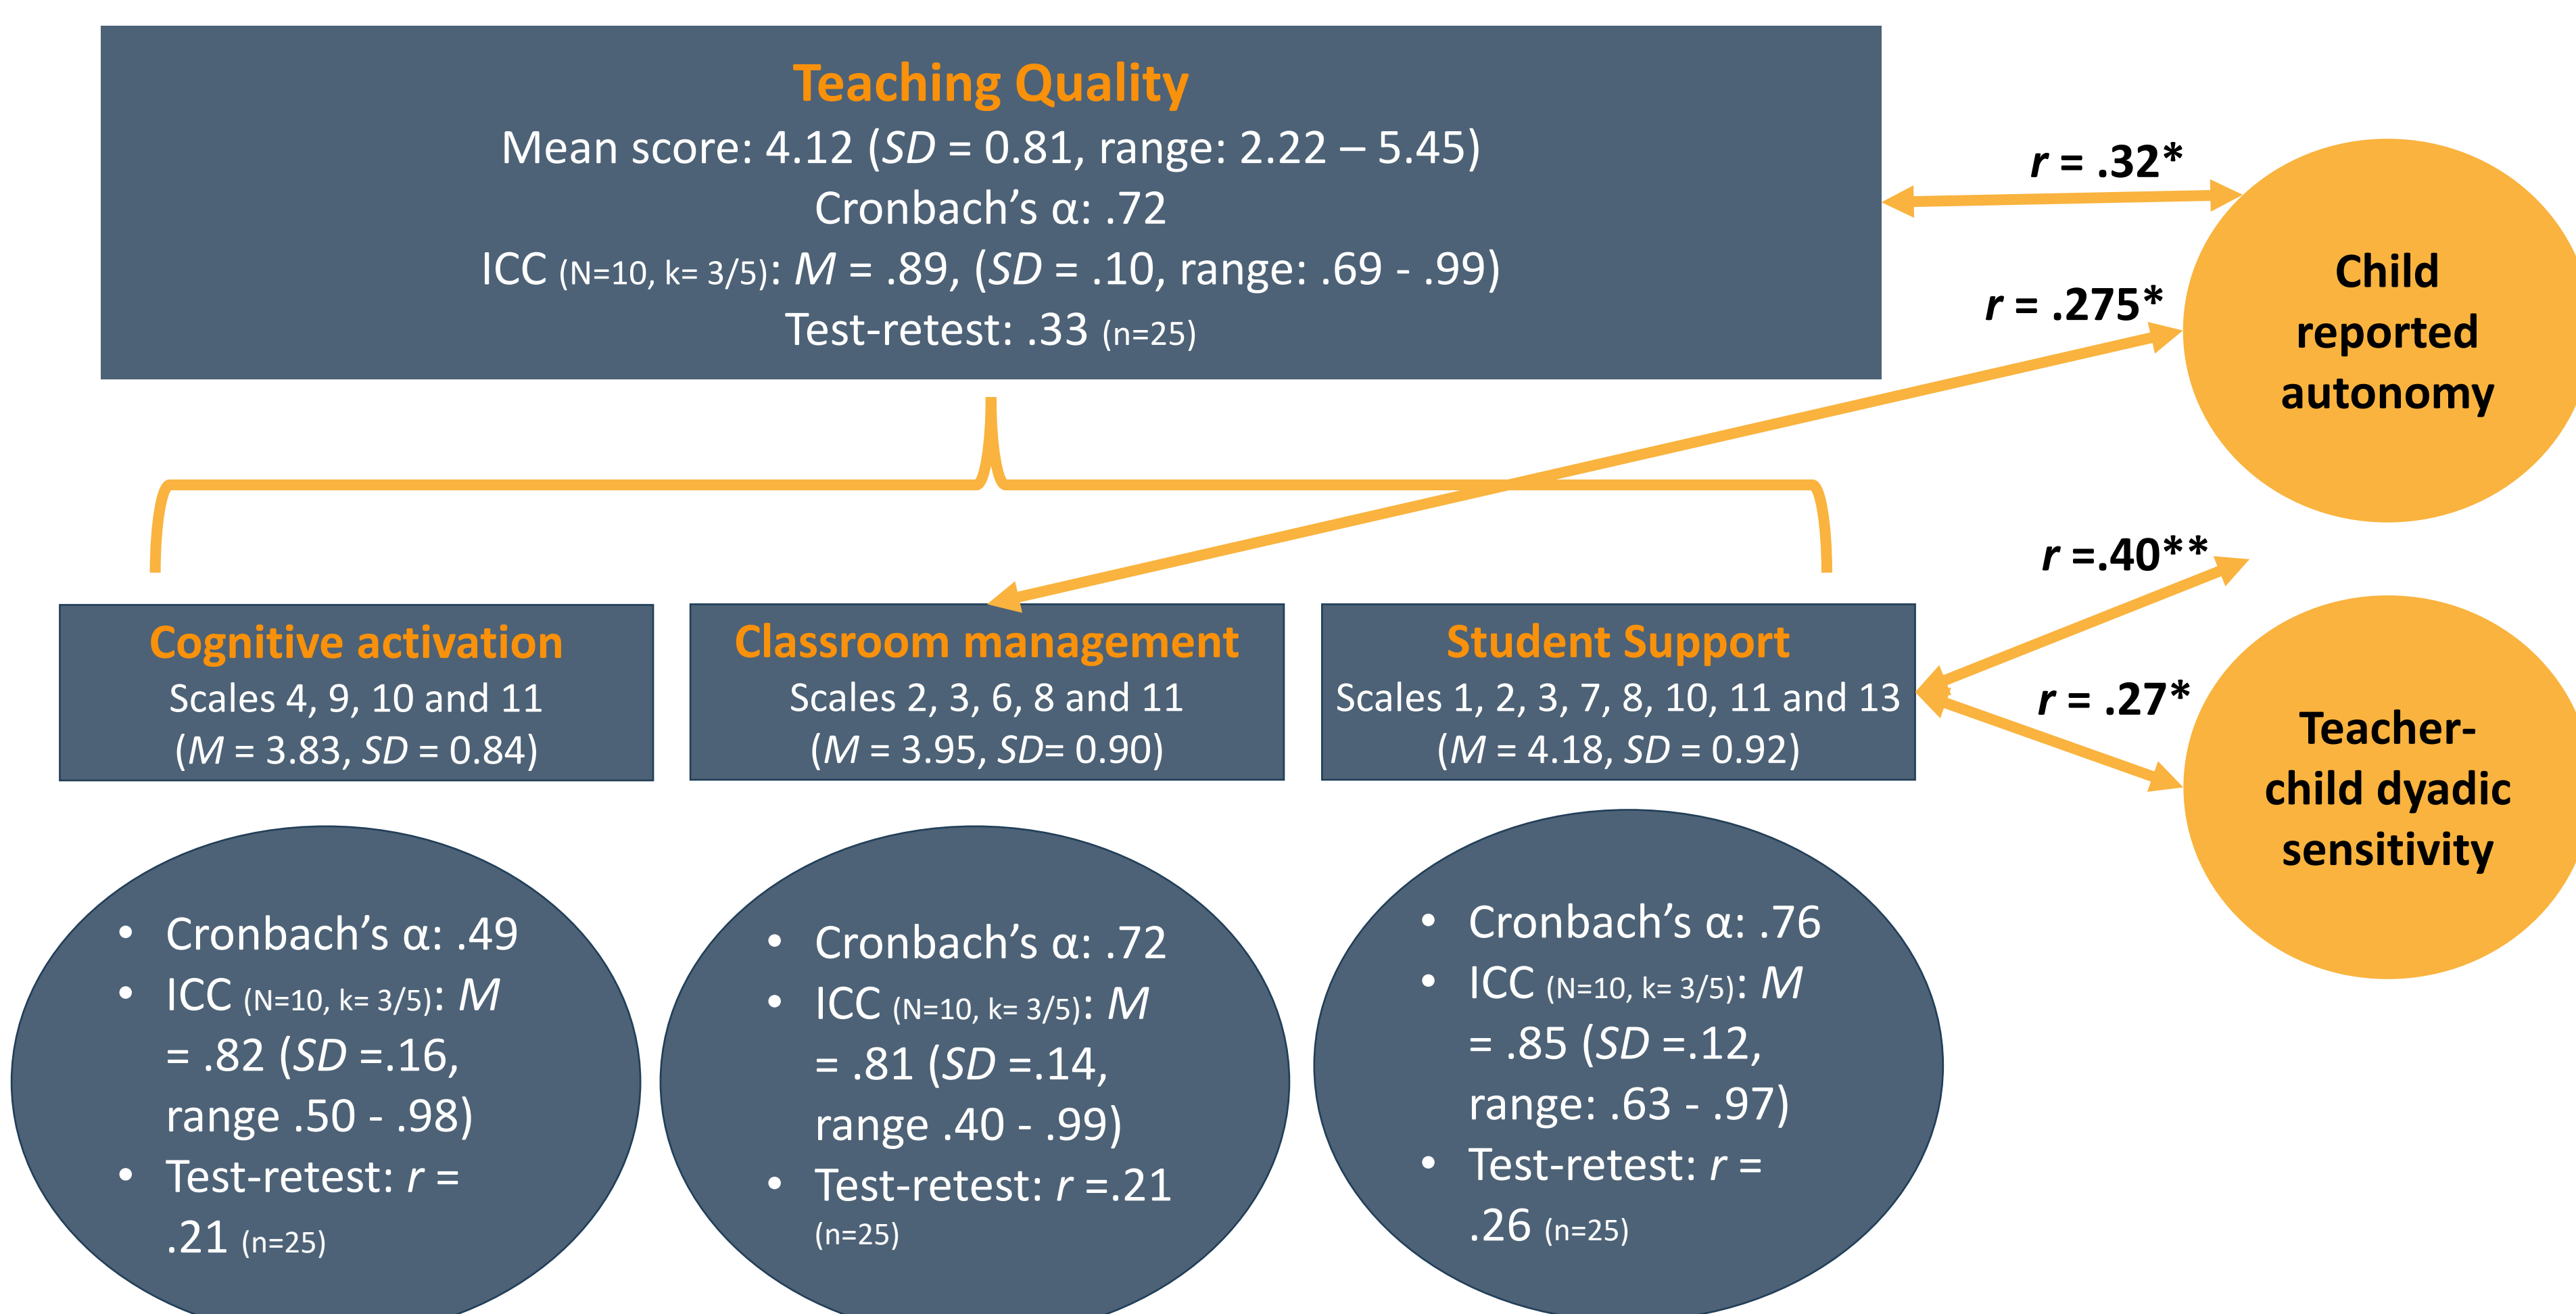 Teaching Quality
Mean score: 4.12 (SD = 0.81, range: 2.22 – 5.45)
Cronbach’s α: .72
ICC (N=10, k= 3/5): M = .89, (SD = .10, range: .69 - .99)
Test-retest: .33 (n=25)
r = .32*
r = .275*
Child
reported
autonomy
r =.40**
r = .27*
Teacher-
child dyadic
sensitivity
Cognitive activation
Scales 4, 9, 10 and 11
(M = 3.83, SD = 0.84)
Classroom management
Scales 2, 3, 6, 8 and 11
(M = 3.95, SD= 0.90)
Student Support
Scales 1, 2, 3, 7, 8, 10, 11 and 13
(M = 4.18, SD = 0.92)
• Cronbach’s α: .49
• ICC (N=10, k= 3/5): M
= .82 (SD =.16,
range .50 - .98)
• Test-retest: r =
.21 (n=25)
• Cronbach’s α: .72
• ICC (N=10, k= 3/5): M
= .81 (SD =.14,
range .40 - .99)
• Test-retest: r =.21
(n=25)
• Cronbach’s α: .76
• ICC (N=10, k= 3/5): M
= .85 (SD =.12,
range: .63 - .97)
• Test-retest: r =
.26 (n=25)